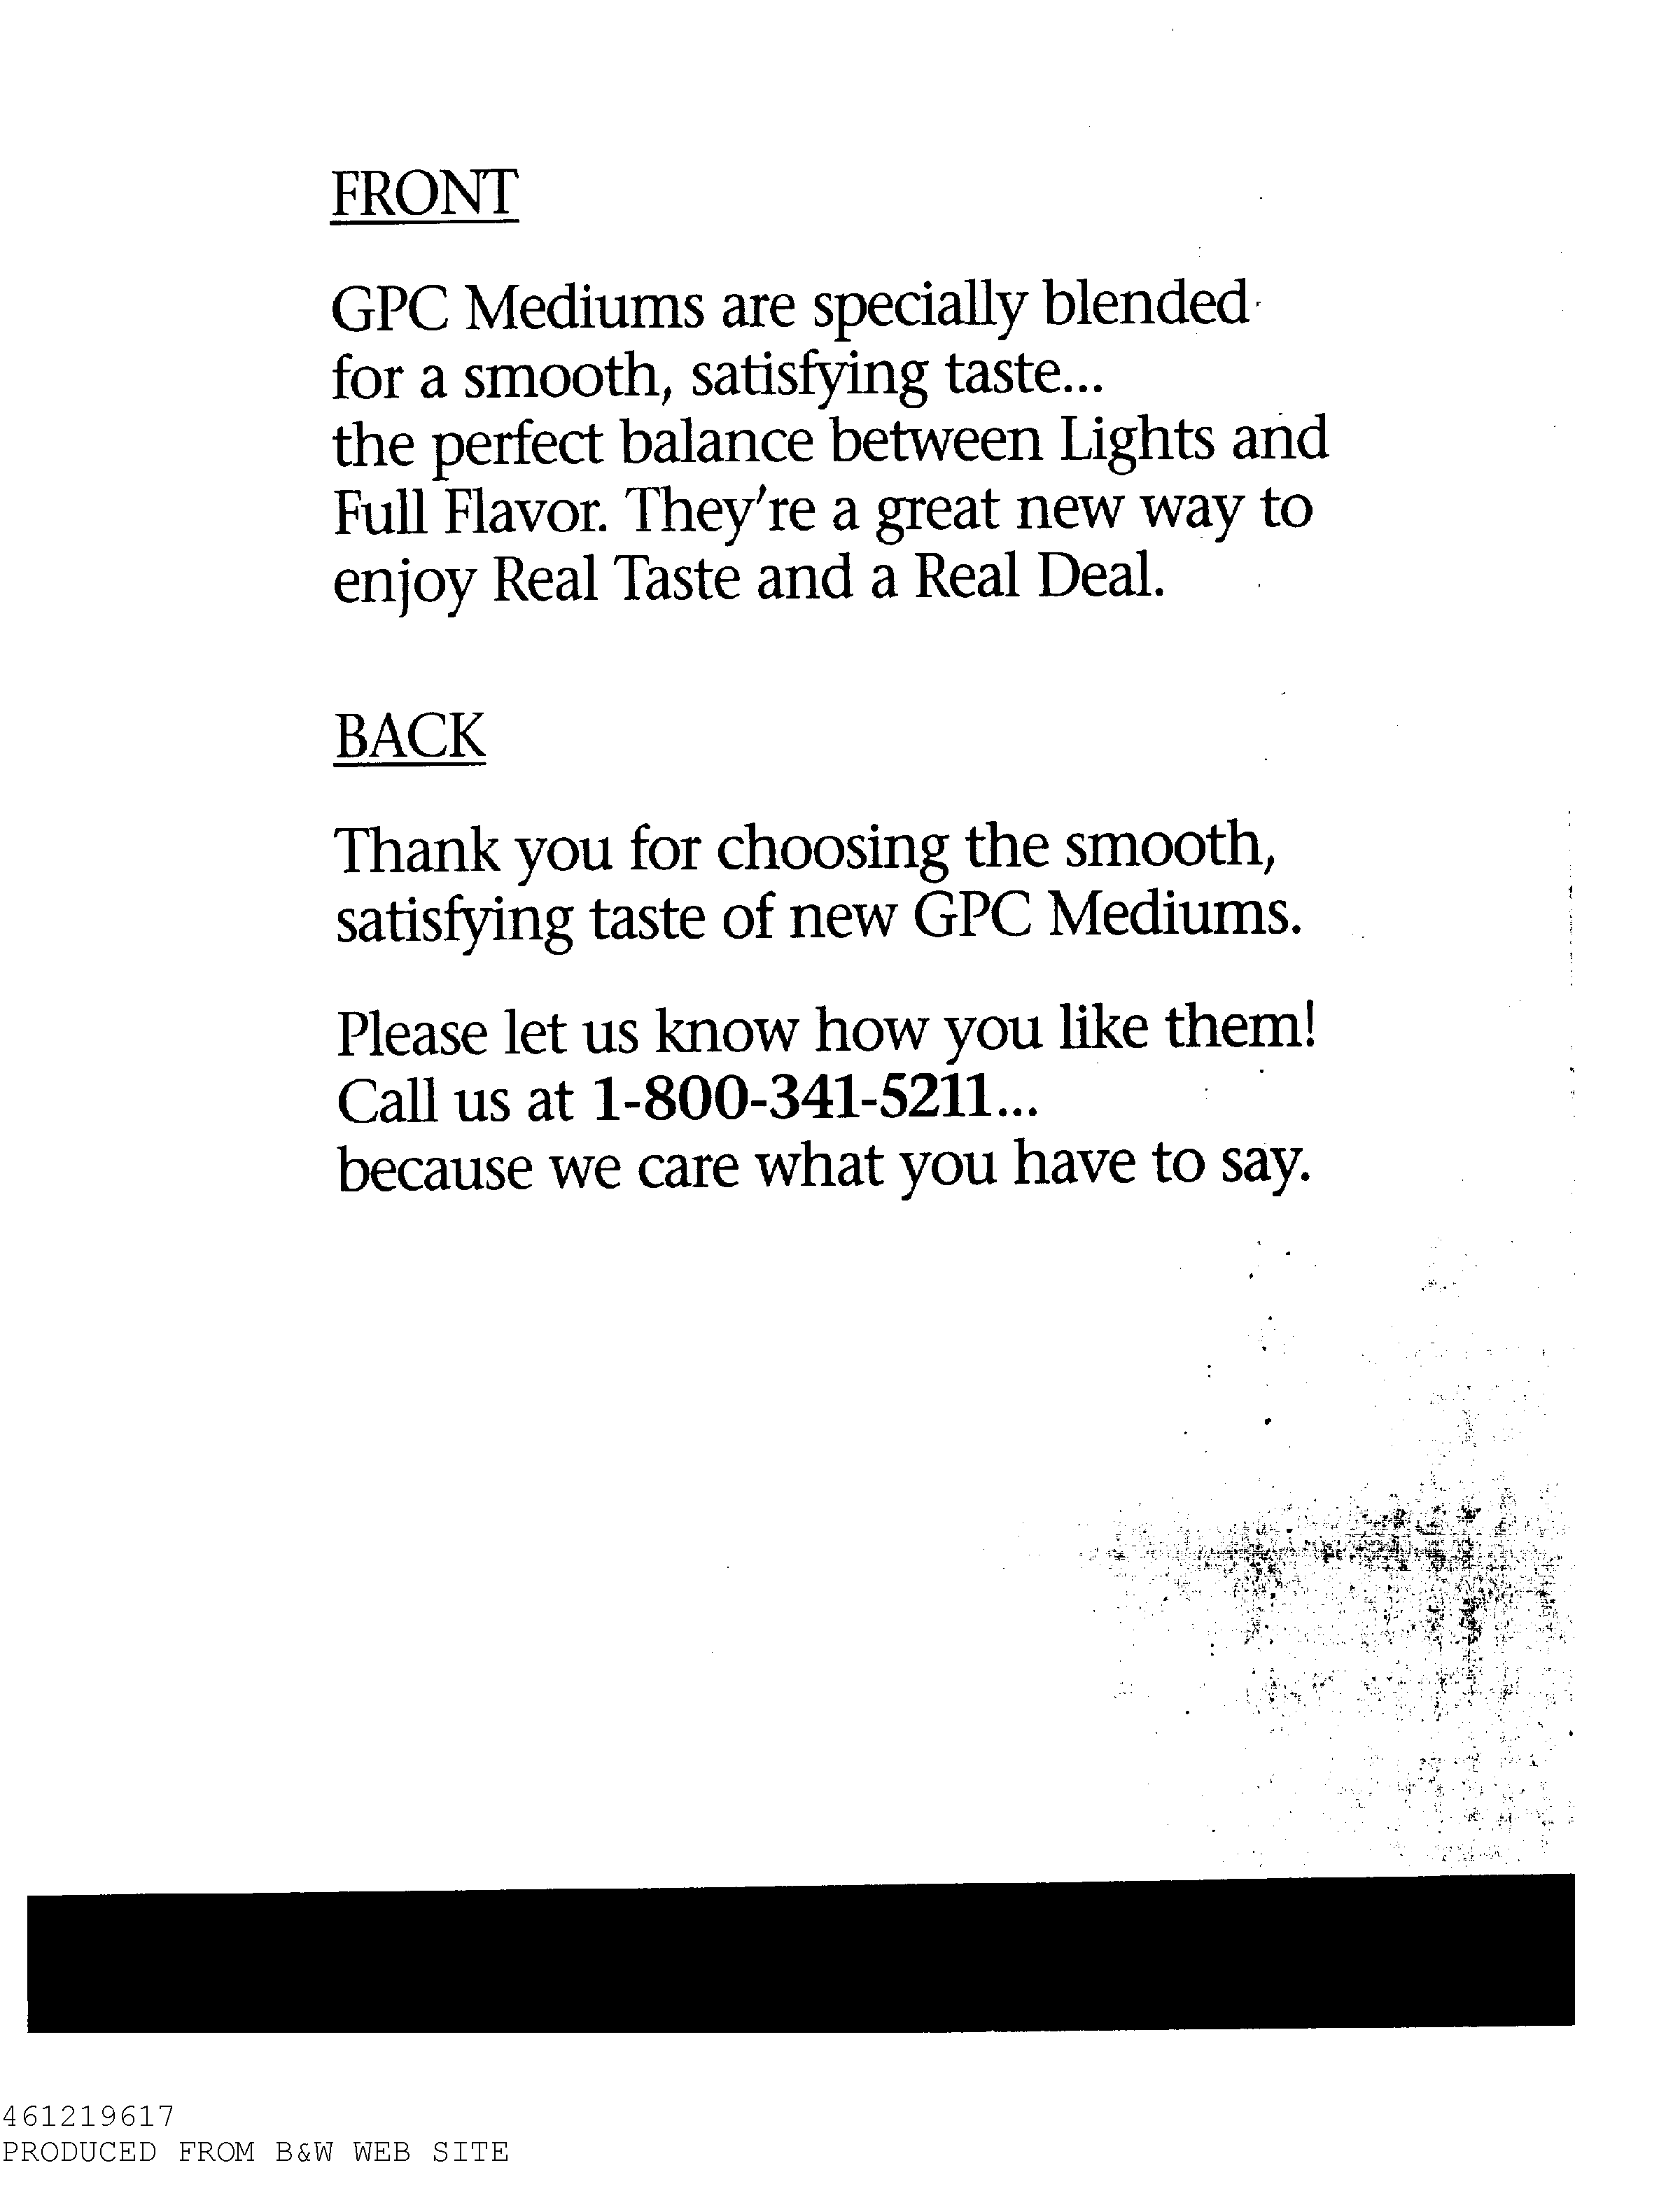 FRONT
GPC Mediums are specially blended
for a smooth, satisfying taste...
the perfect balance between Lights and
Full Flavor. They're a great new way to
enjoy Real Taste and a Real Deal.
BACK
Thank you for choosing the smooth,
satisfying taste of new GPC Mediums.
Please let us know how you like them!
Call us at 1-800-341-5211...
because we care what you have to say.
461219617
PRODUCED FROM B&W WEB SITE